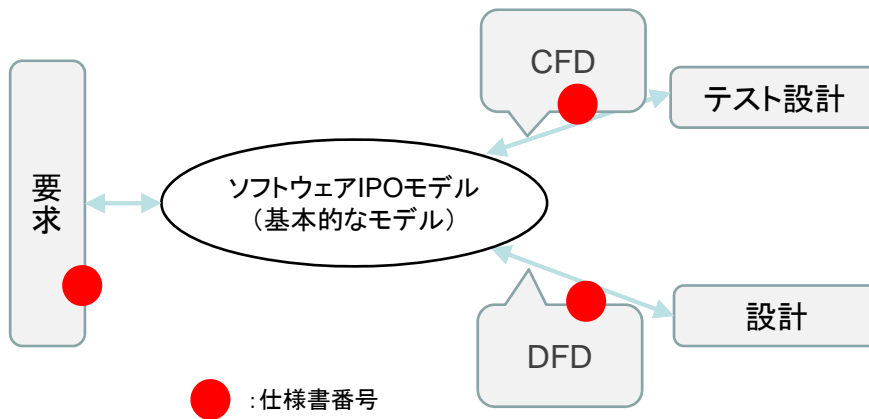 CFD
テスト設計
要求
ソフトウェアIPOモデル
（基本的なモデル）
設計
DFD
：仕様書番号